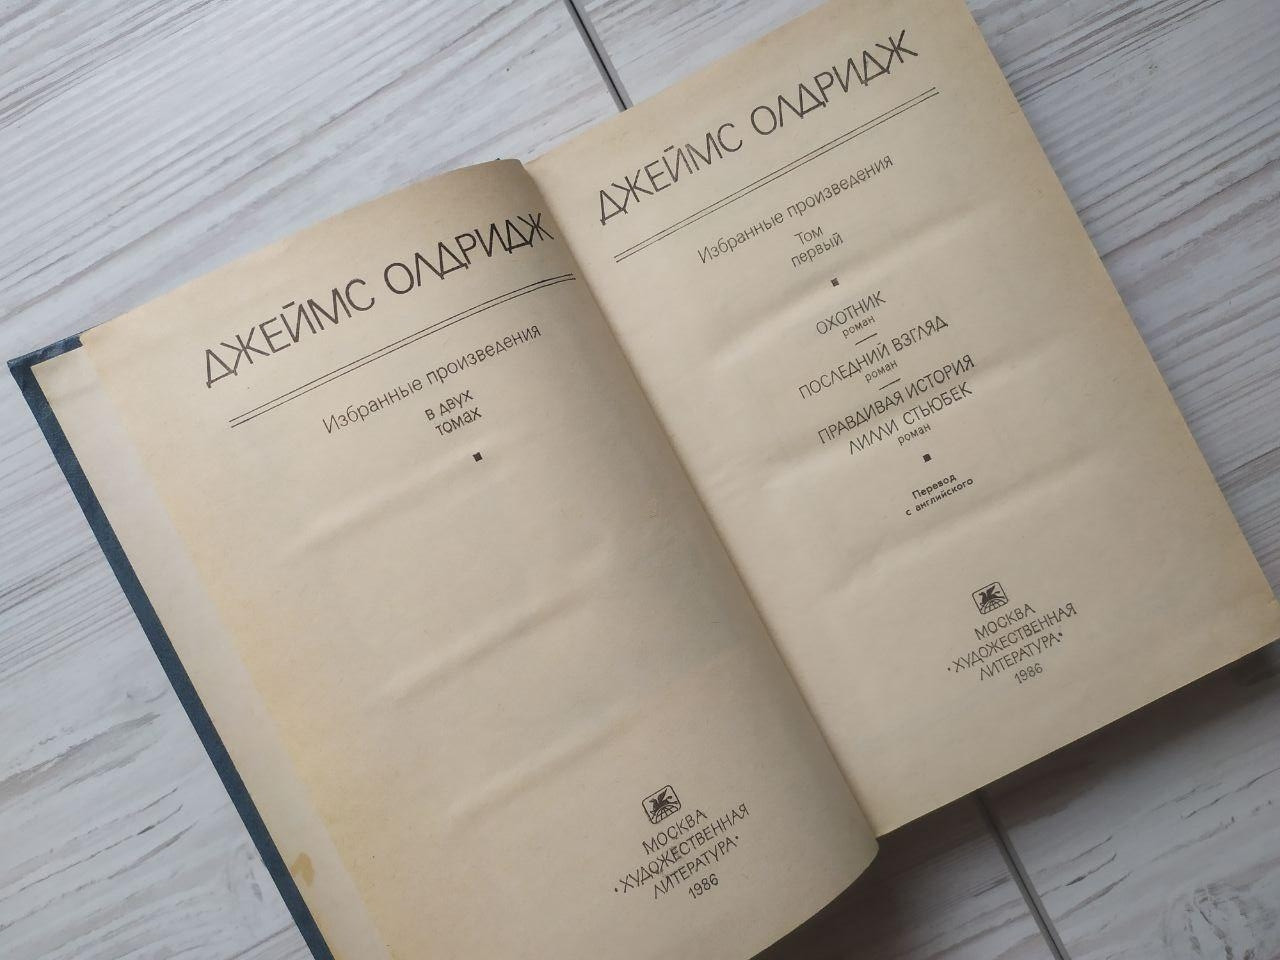 ДЖЕЙМС ОЛДРИДЖ
Избранные произведения
в двух
томах
МОСКВА
·ХУДОЖЕСТВЕННАЯ
ЛИТЕРАТУРА·
1986
ДЖЕЙМС ОЛДРИДЖ
Избранные произведения
Том
первый
ОХОТНИК
роман
ПОСЛЕДНИЙ ВЗГЛЯД
роман
ПРАВДИВАЯ ИСТОРИЯ
ЛИЛЛИ СТЬЮБЕК
роман
Перевод
с английского
МОСКВА
·ХУДОЖЕСТВЕННАЯ
ЛИТЕРАТУРА·
1986